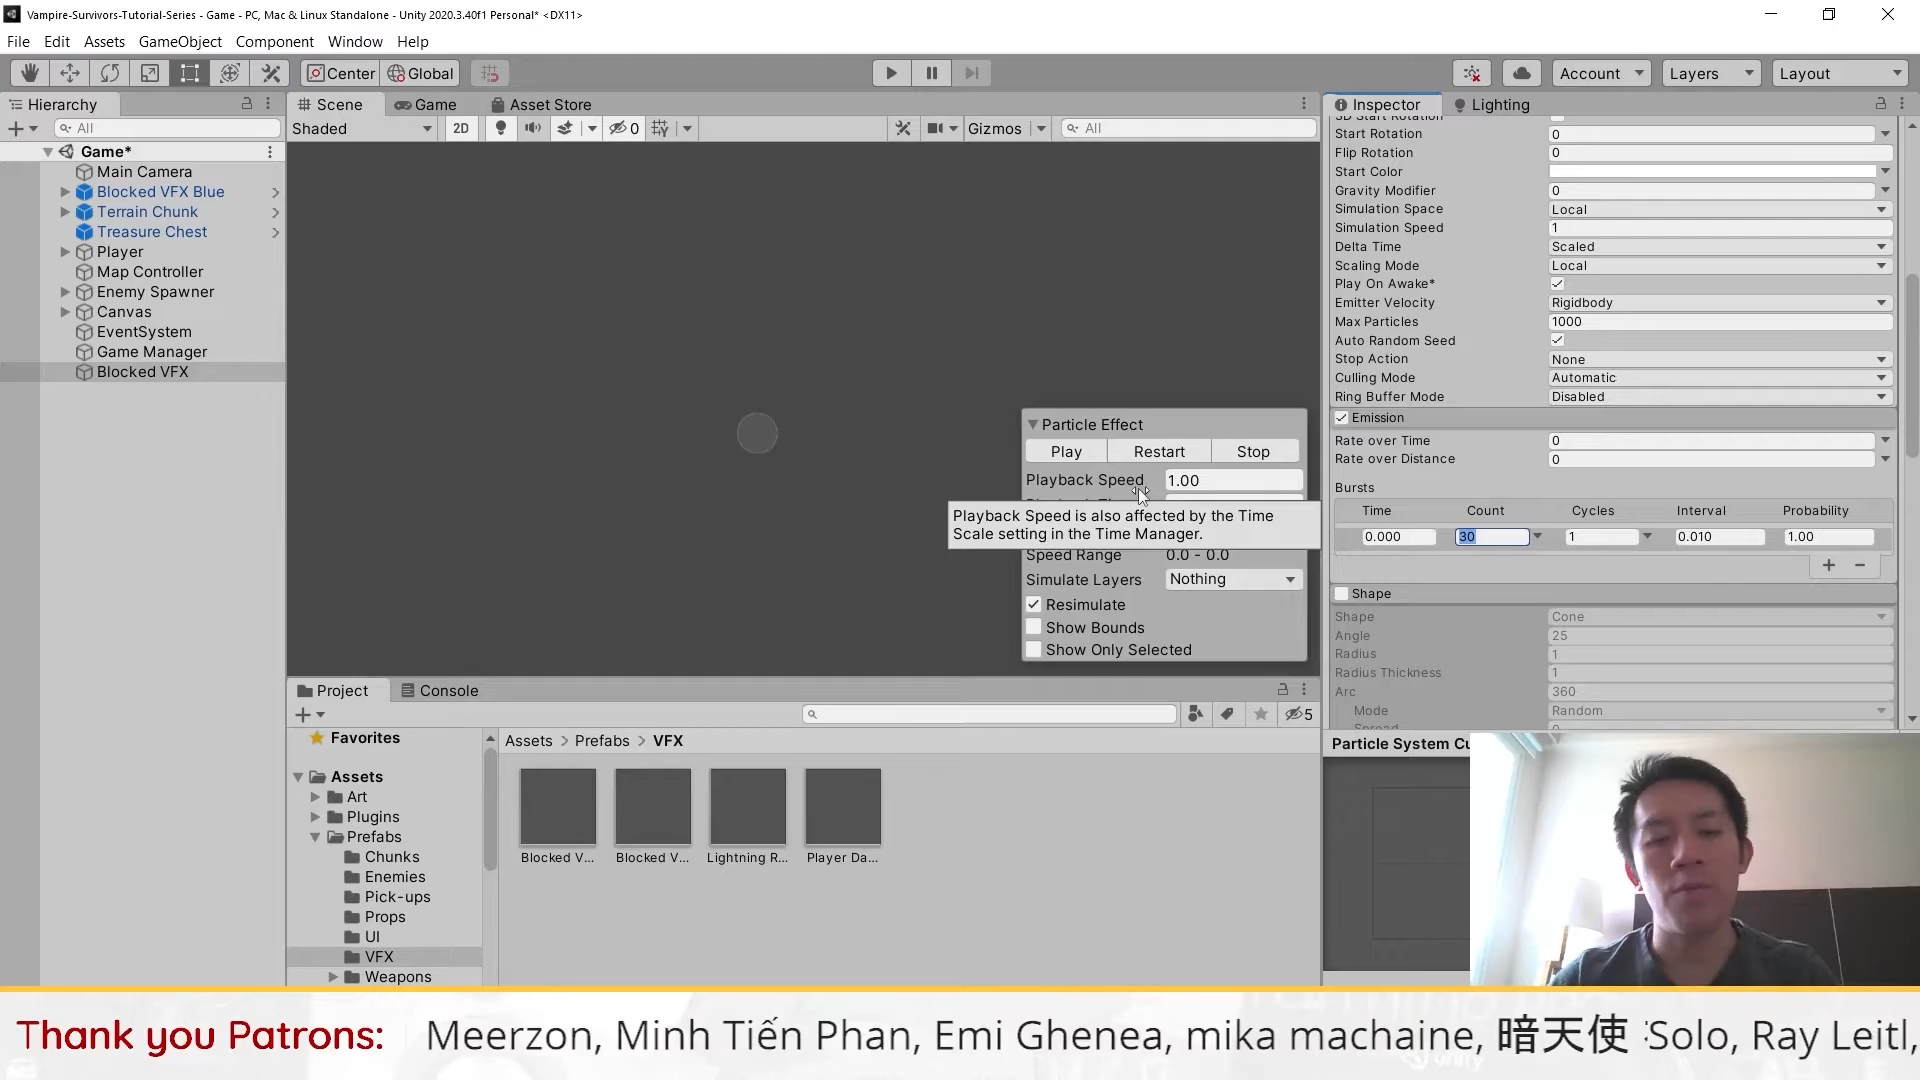 Vampire-Survivors-Tutorial-Series - Game - PC, Mac & Linux Standalone - Unity 2020.3.40f1 Personal* <DX11>
File Edit Assets GameObject Component Window Help
Center Global Account Layers Layout
Hierarchy
All
Game*
Main Camera
Blocked VFX Blue
Terrain Chunk
Treasure Chest
Player
Map Controller
Enemy Spawner
Canvas
EventSystem
Game Manager
Blocked VFX
Scene Game Asset Store
Shaded 2D 0 Gizmos All
Particle Effect
Play Restart Stop
Playback Speed 1.00
Playback Speed is also affected by the Time
Scale setting in the Time Manager.
Speed Range 0.0 - 0.0
Simulate Layers Nothing
Resimulate
Show Bounds
Show Only Selected
Project Console
5
Favorites
Assets
Art
Plugins
Prefabs
Chunks
Enemies
Pick-ups
Props
UI
VFX
Weapons
Assets > Prefabs > VFX
Blocked V... Blocked V... Lightning R... Player Da...
Inspector Lighting
3D Start Rotation
Start Rotation 0
Flip Rotation 0
Start Color
Gravity Modifier 0
Simulation Space Local
Simulation Speed 1
Delta Time Scaled
Scaling Mode Local
Play On Awake*
Emitter Velocity Rigidbody
Max Particles 1000
Auto Random Seed
Stop Action None
Culling Mode Automatic
Ring Buffer Mode Disabled
Emission
Rate over Time 0
Rate over Distance 0
Bursts
Time Count Cycles Interval Probability
0.000 30 1 0.010 1.00
Shape
Shape Cone
Angle 25
Radius 1
Radius Thickness 1
Arc 360
Mode Random
Particle System Cu
Thank you Patrons: Meerzon, Minh Tiến Phan, Emi Ghenea, mika machaine, 暗天使 Solo, Ray Leitl,